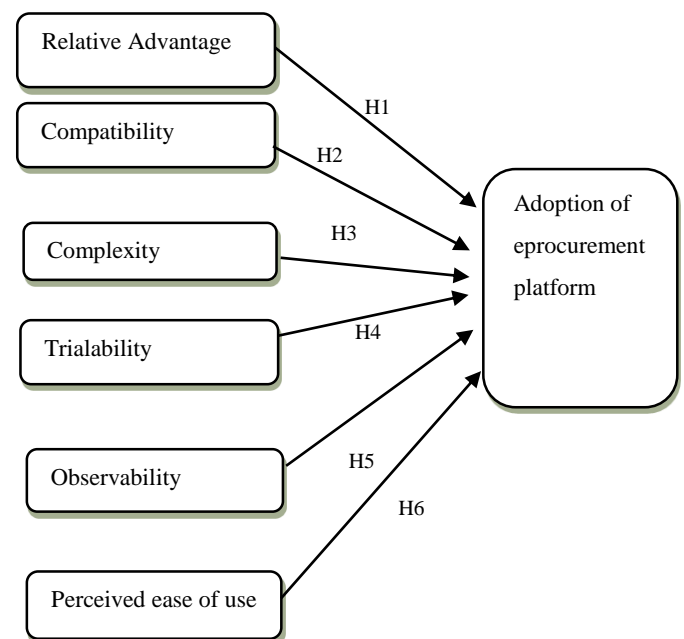 Relative Advantage
H1
Compatibility
H2
Adoption of
eprocurement
platform
H3
Complexity
H4
Trialability
H5
Observability
H6
Perceived ease of use